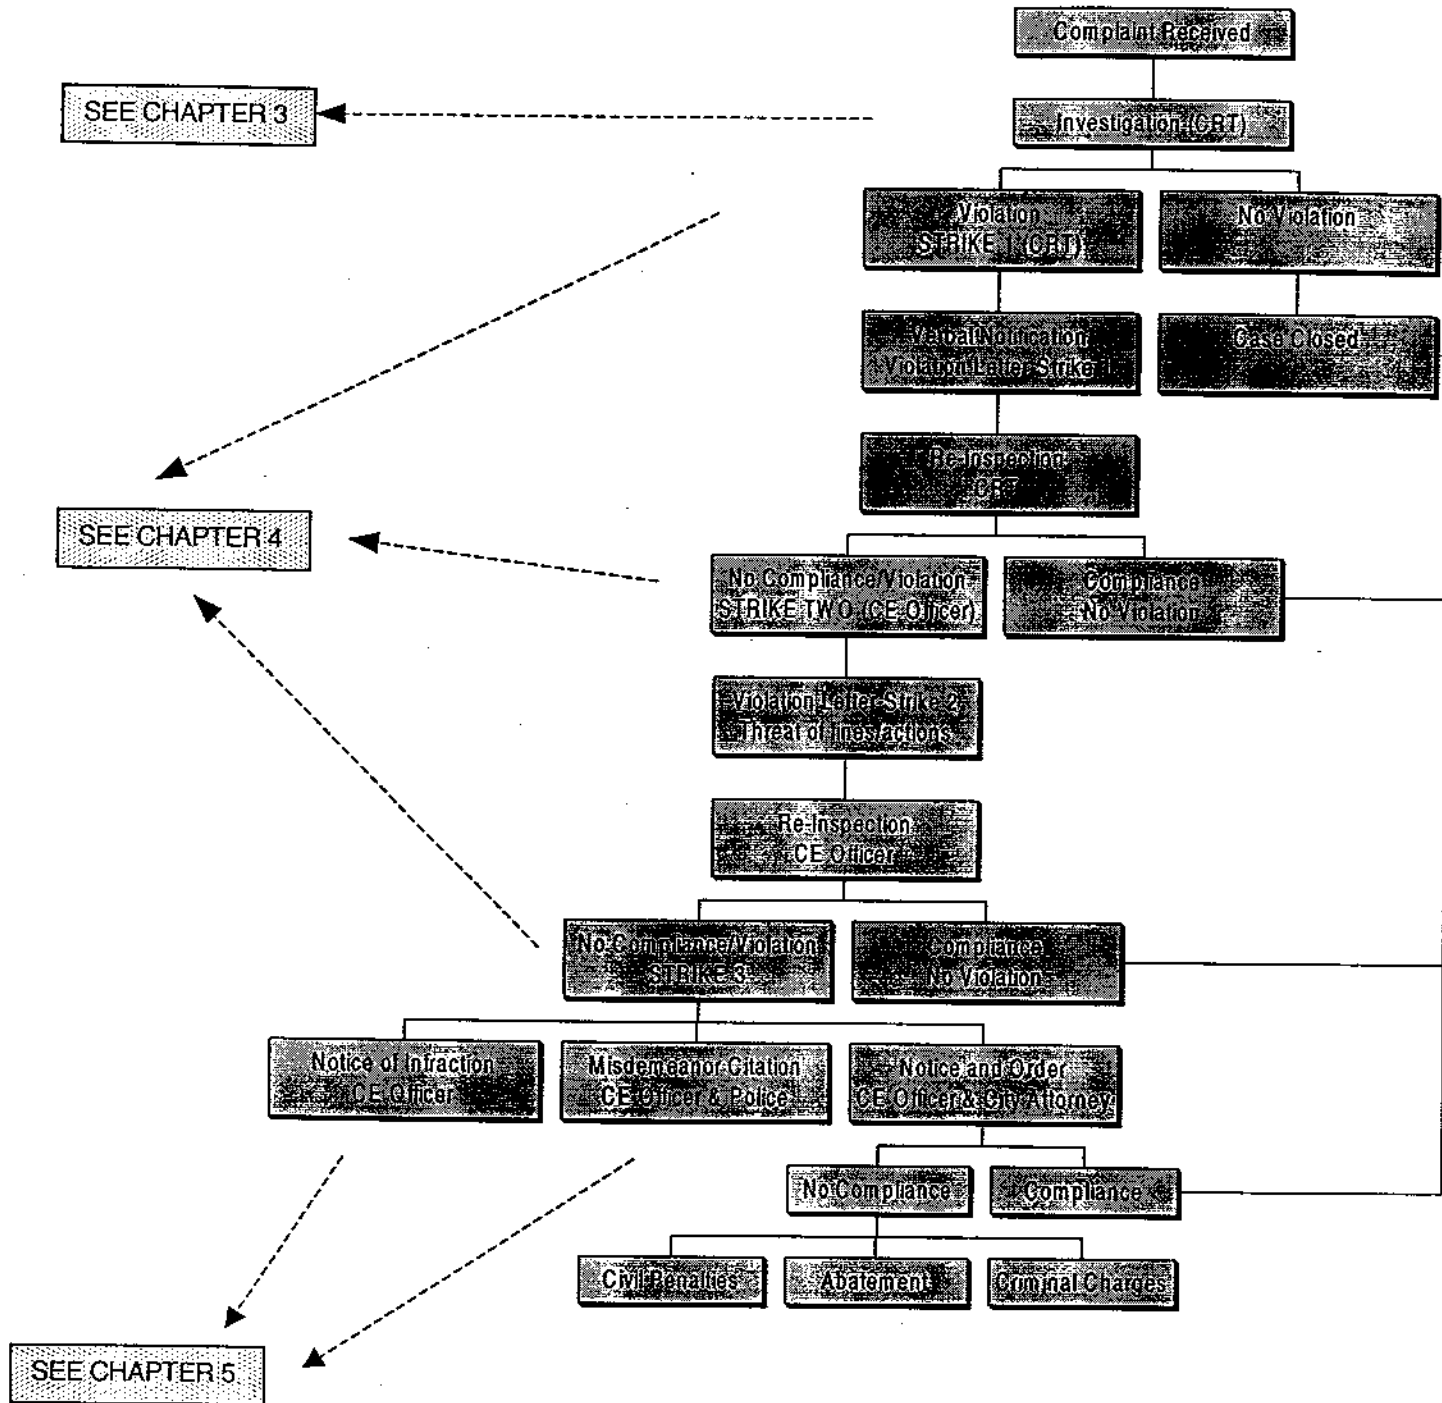 Complaint Received
SEE CHAPTER 3
Investigation (CRT)
Violation
STRIKE 1 (CRT)
No Violation
Verbal Notification
Violation Letter Strike 1
Case Closed
Re-Inspection
CRT
SEE CHAPTER 4
No Compliance/Violation
STRIKE TWO (CE Officer)
Compliance
No Violation
Violation Letter Strike 2
Threat of fines/actions
Re-Inspection
CE Officer
No Compliance/Violation
STRIKE 3
Compliance
No Violation
Notice of Infraction
CE Officer
Misdemeanor Citation
CE Officer & Police
Notice and Order
CE Officer & City Attorney
No Compliance
Compliance
Civil Penalties
Abatement
Criminal Charges
SEE CHAPTER 5